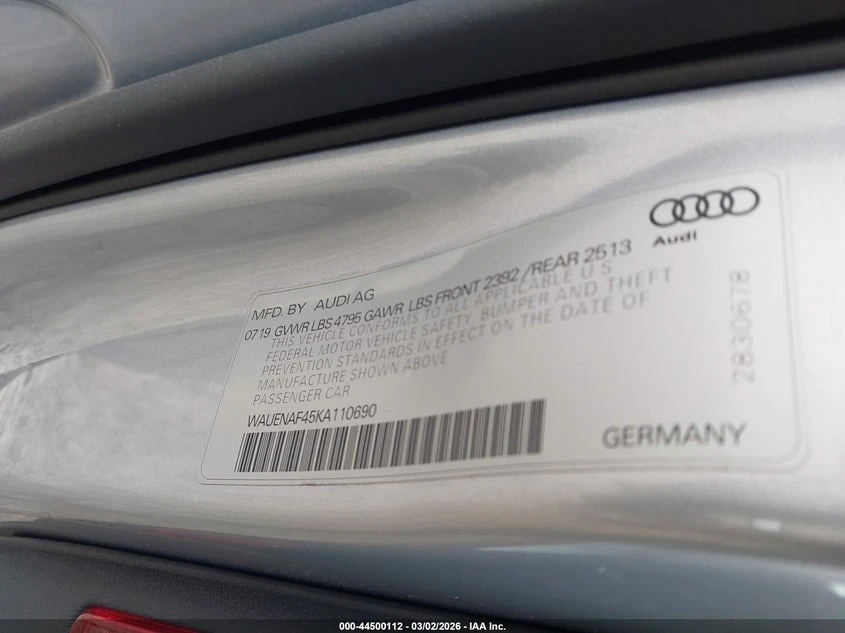 Audi
MFD. BY AUDI AG
0719 GVWR LBS 4795 GAWR LBS FRONT 2392 /REAR 2513
THIS VEHICLE CONFORMS TO ALL APPLICABLE U S
FEDERAL MOTOR VEHICLE SAFETY, BUMPER AND THEFT
PREVENTION STANDARDS IN EFFECT ON THE DATE OF
MANUFACTURE SHOWN ABOVE
PASSENGER CAR
WAUENAF45KA110690
GERMANY
2830678
000-44500112 - 03/02/2026 - IAA Inc.